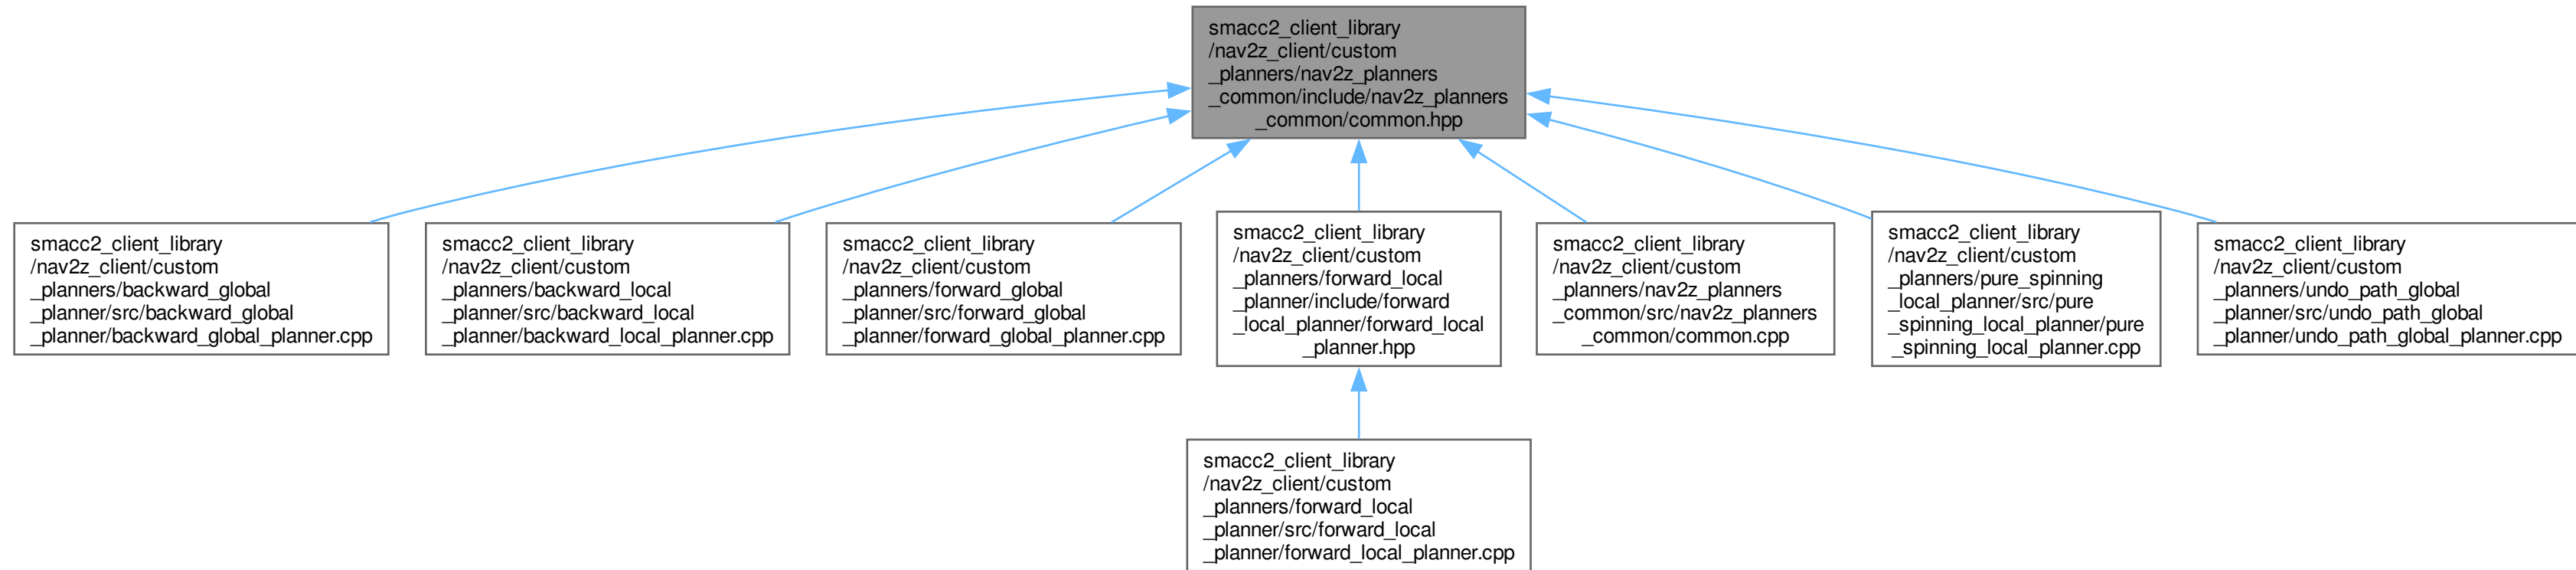 smacc2_client_library
/nav2z_client/custom
_planners/nav2z_planners
_common/include/nav2z_planners
_common/common.hpp
smacc2_client_library
/nav2z_client/custom
_planners/backward_global
_planner/src/backward_global
_planner/backward_global_planner.cpp
smacc2_client_library
/nav2z_client/custom
_planners/backward_local
_planner/src/backward_local
_planner/backward_local_planner.cpp
smacc2_client_library
/nav2z_client/custom
_planners/forward_global
_planner/src/forward_global
_planner/forward_global_planner.cpp
smacc2_client_library
/nav2z_client/custom
_planners/forward_local
_planner/include/forward
_local_planner/forward_local
_planner.hpp
smacc2_client_library
/nav2z_client/custom
_planners/nav2z_planners
_common/src/nav2z_planners
_common/common.cpp
smacc2_client_library
/nav2z_client/custom
_planners/pure_spinning
_local_planner/src/pure
_spinning_local_planner/pure
_spinning_local_planner.cpp
smacc2_client_library
/nav2z_client/custom
_planners/undo_path_global
_planner/src/undo_path_global
_planner/undo_path_global_planner.cpp
smacc2_client_library
/nav2z_client/custom
_planners/forward_local
_planner/src/forward_local
_planner/forward_local_planner.cpp